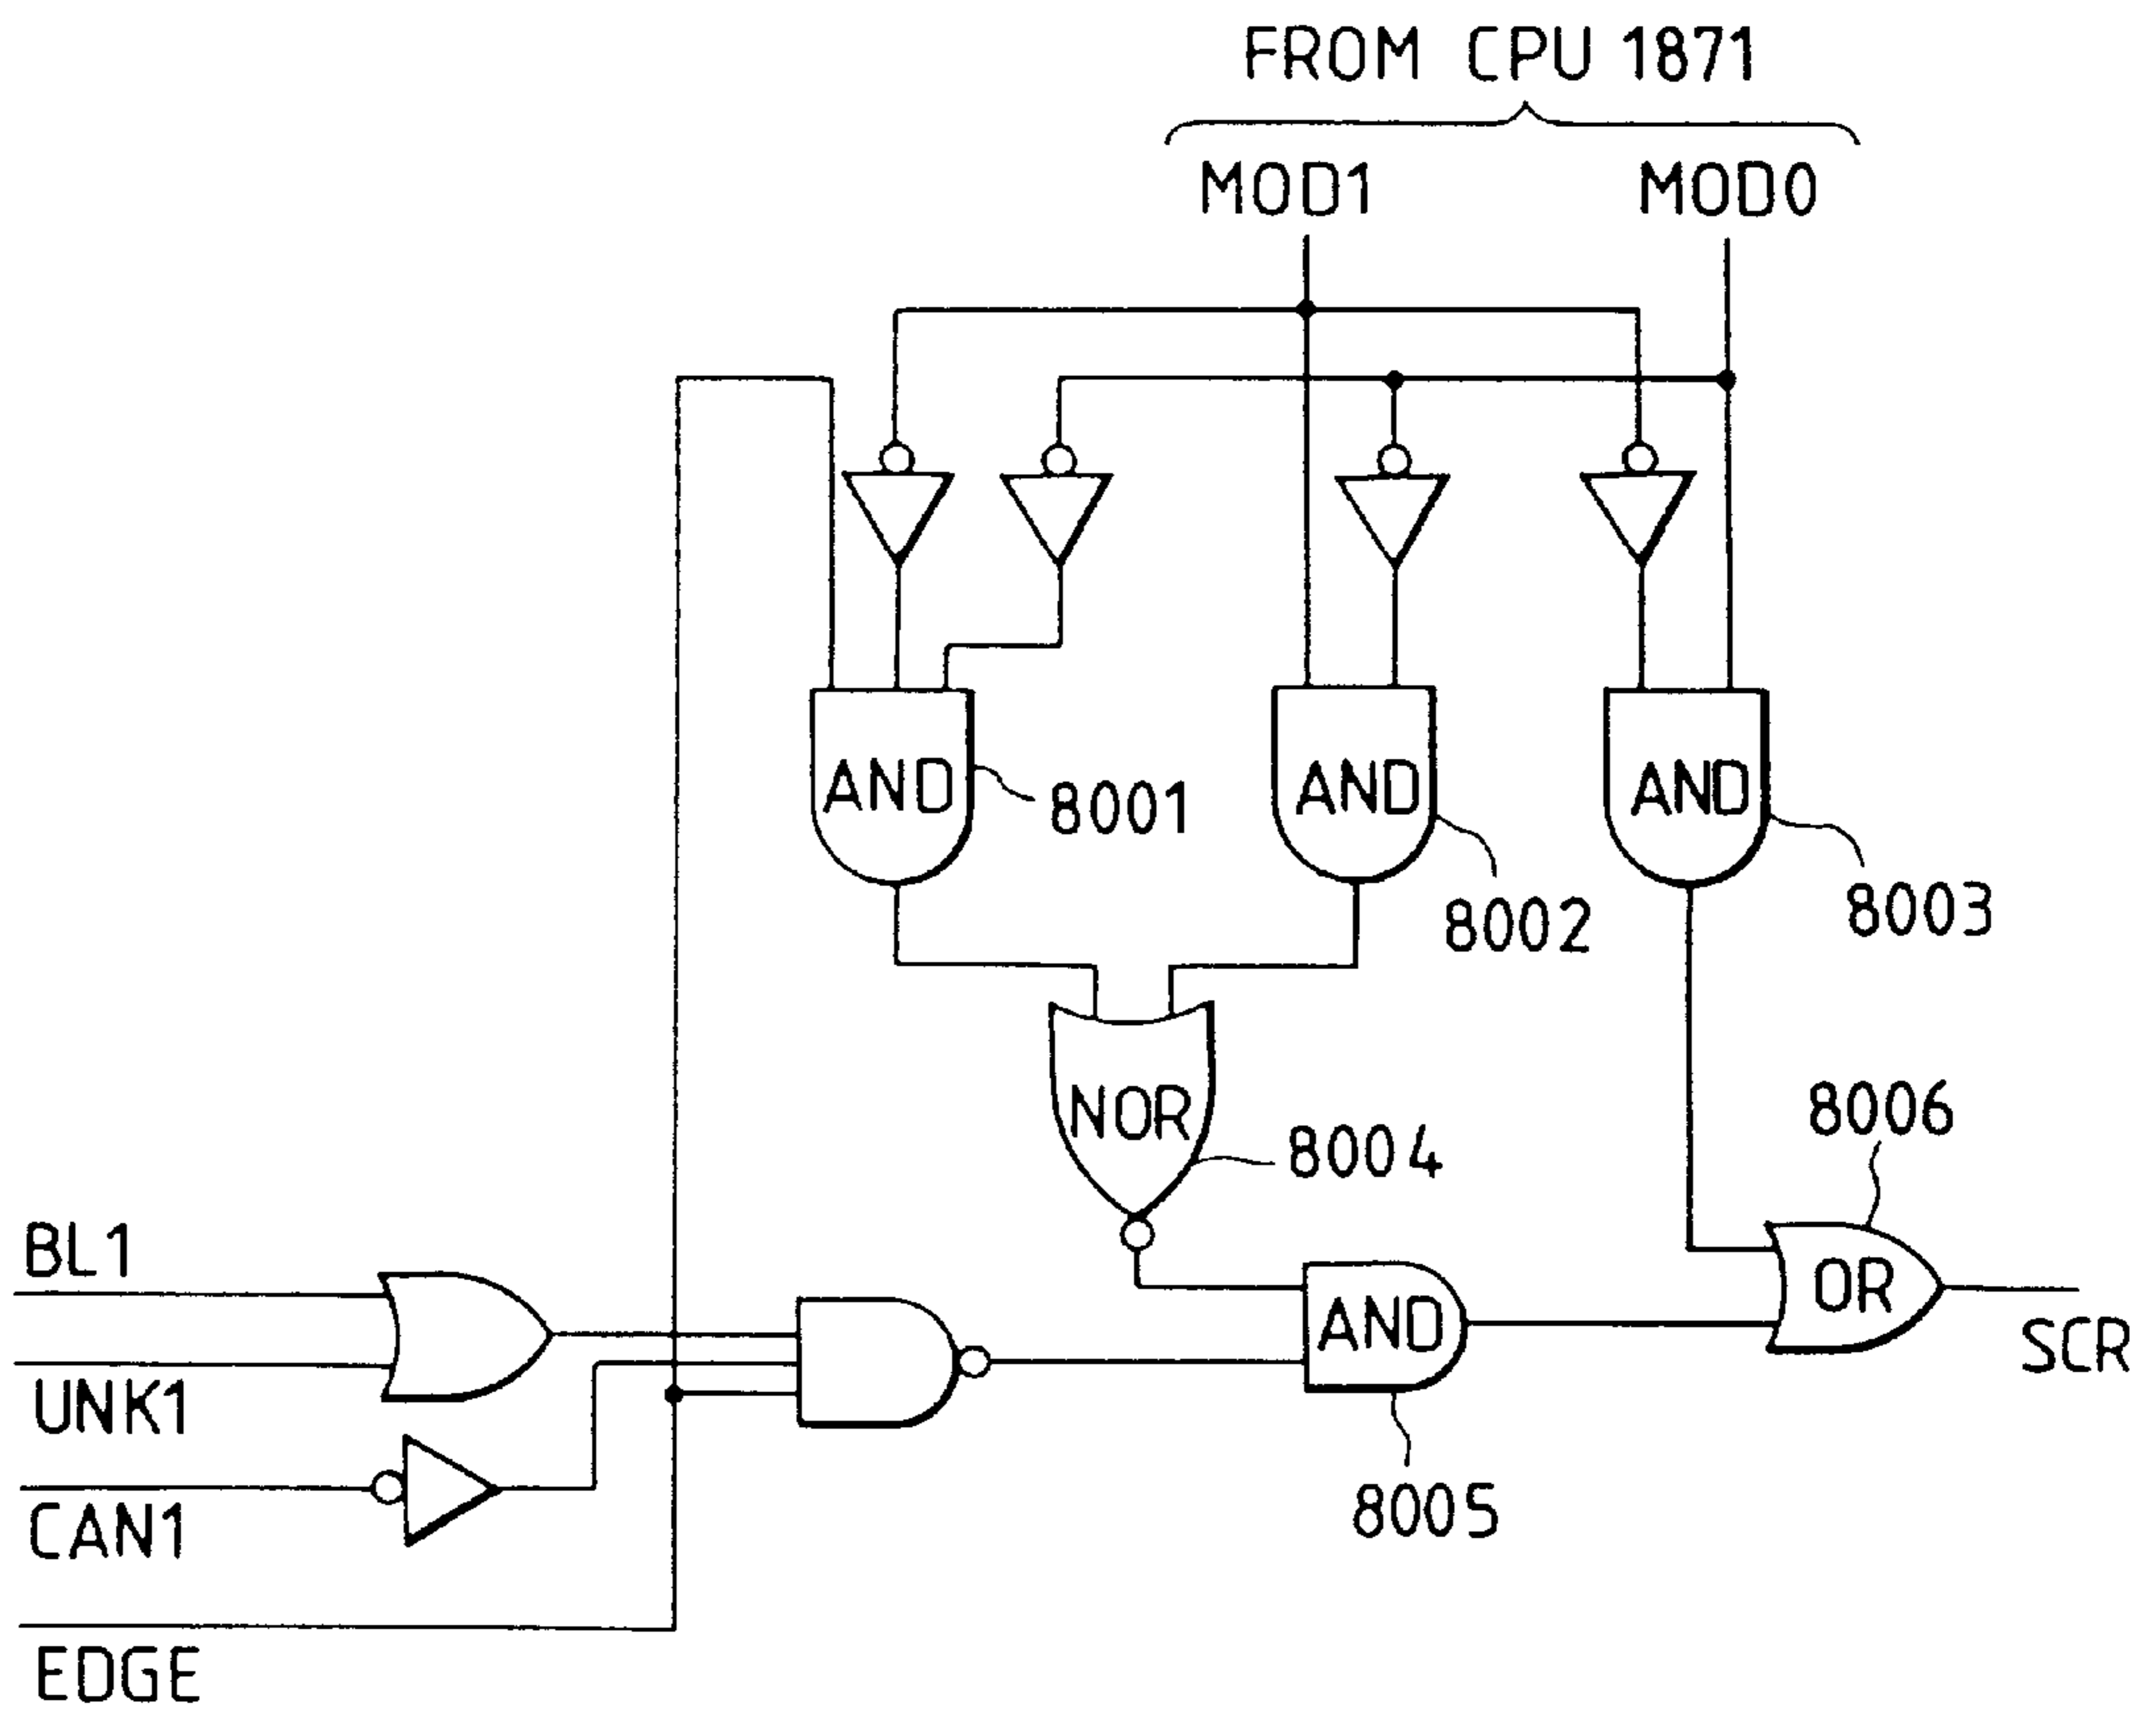 FROM CPU 1871
MOD1 MOD0
AND 8001
AND 8002
AND 8003
NOR 8004
8006
BL1
OR
AND
SCR
UNK1
8005
CAN1
EDGE